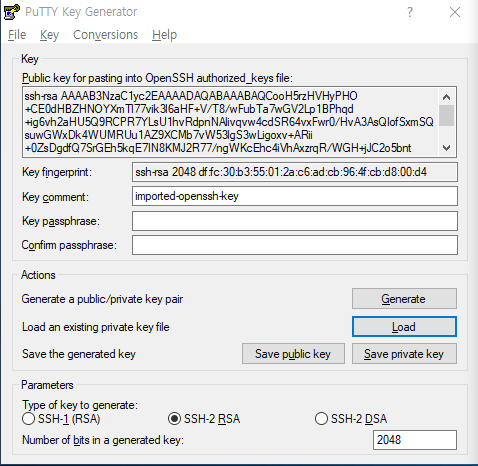 PuTTY Key Generator
File Key Conversions Help
Key
Public key for pasting into OpenSSH authorized_keys file:
ssh-rsa AAAAB3NzaC1yc2EAAAADAQABAAABAQCooH5rzHVHyPHO
+CE0dHBZHNOYXmTl77vik3l6aHF+V/T8/wFubTa7wGV2Lp1BPhqd
+ig6vh2aHU5Q9RCPR7YLsU1hvRdpnNAlivqvw4cdSR64vxFwr0/HvA3AsQlofSxmSQ
suwGWxDk4WUMRUu1AZ9XCMb7vW53lgS3wLigoxv+ARii
+0ZsDgdfQ7SrGEh5kqE7lN8KMJ2R77/ngWKcEhc4iVhAxzrqR/WGH+jJC2o5bnt
Key fingerprint: ssh-rsa 2048 df:fc:30:b3:55:01:2a:c6:ad:cb:96:4f:cb:d8:00:d4
Key comment: imported-openssh-key
Key passphrase:
Confirm passphrase:
Actions
Generate a public/private key pair Generate
Load an existing private key file Load
Save the generated key Save public key Save private key
Parameters
Type of key to generate:
SSH-1 (RSA) SSH-2 RSA SSH-2 DSA
Number of bits in a generated key: 2048